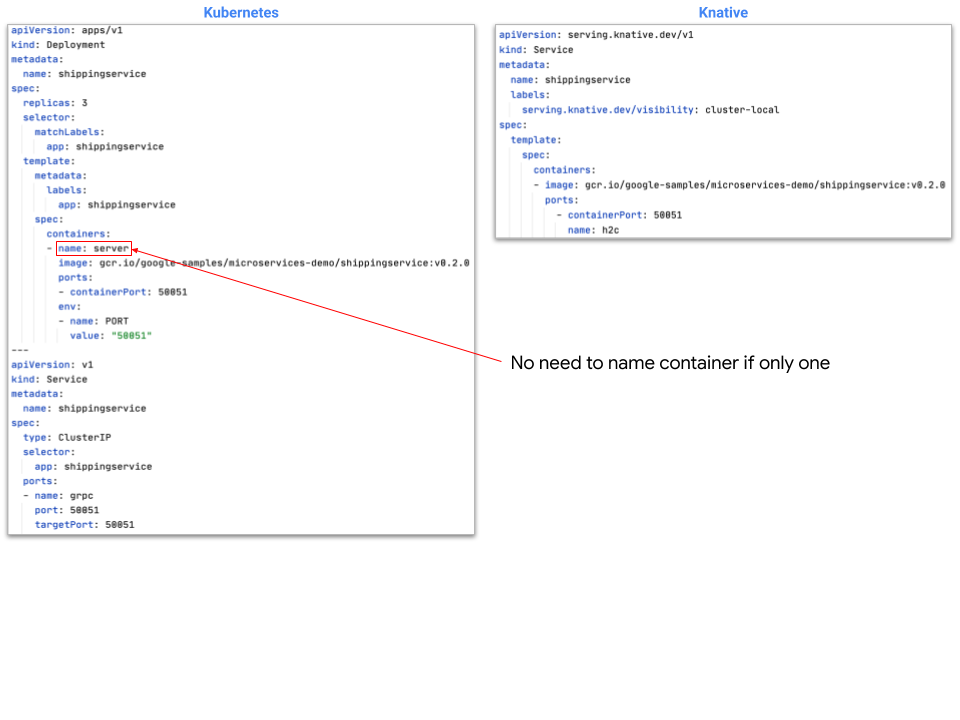 Kubernetes
apiVersion: apps/v1
kind: Deployment
metadata:
  name: shippingservice
spec:
  replicas: 3
  selector:
    matchLabels:
      app: shippingservice
  template:
    metadata:
      labels:
        app: shippingservice
    spec:
      containers:
      - name: server
        image: gcr.io/google-samples/microservices-demo/shippingservice:v0.2.0
        ports:
        - containerPort: 50051
        env:
        - name: PORT
          value: "50051"
---
apiVersion: v1
kind: Service
metadata:
  name: shippingservice
spec:
  type: ClusterIP
  selector:
    app: shippingservice
  ports:
  - name: grpc
    port: 50051
    targetPort: 50051
Knative
apiVersion: serving.knative.dev/v1
kind: Service
metadata:
  name: shippingservice
  labels:
    serving.knative.dev/visibility: cluster-local
spec:
  template:
    spec:
      containers:
      - image: gcr.io/google-samples/microservices-demo/shippingservice:v0.2.0
        ports:
          - containerPort: 50051
            name: h2c
No need to name container if only one